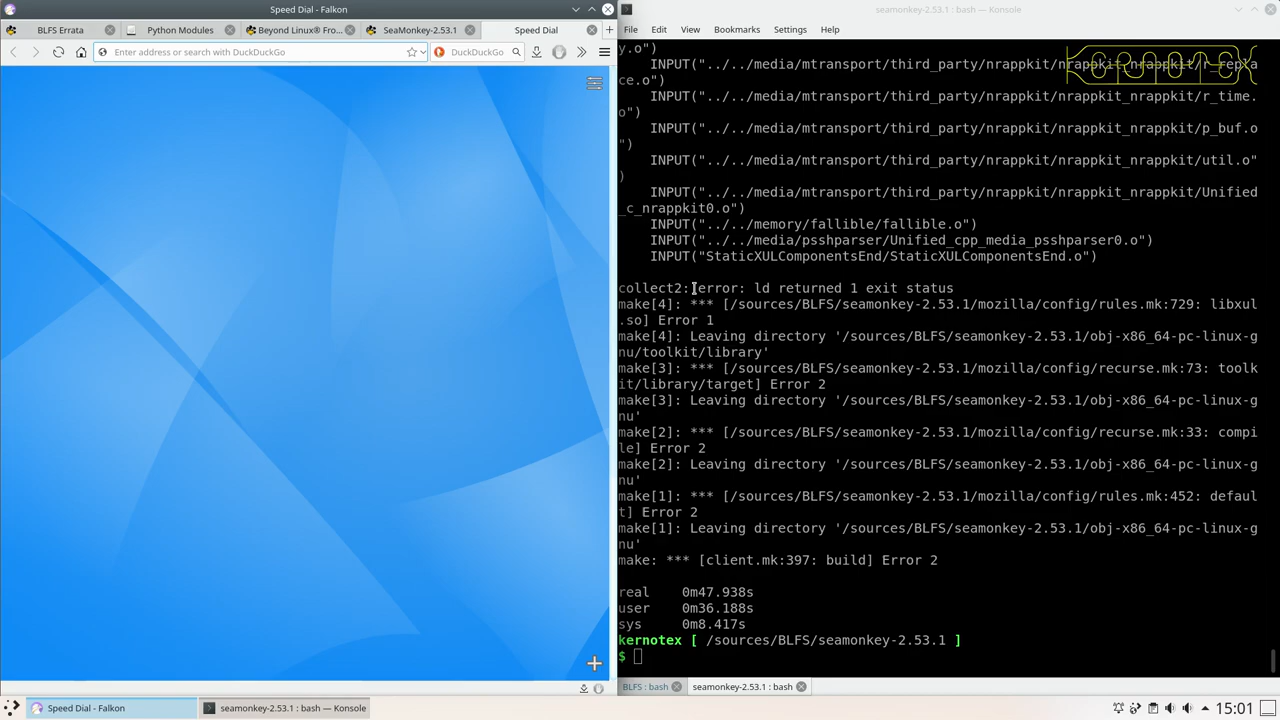 Speed Dial - Falkon
BLFS Errata
Python Modules
Beyond Linux® Fro...
SeaMonkey-2.53.1
Speed Dial
Enter address or search with DuckDuckGo
DuckDuckGo
Speed Dial - Falkon
seamonkey-2.53.1 : bash — Konsole
seamonkey-2.53.1 : bash — Konsole
File Edit View Bookmarks Settings Help
KERNOTEX
y.o")
INPUT("../../media/mtransport/third_party/nrappkit/nrappkit_nrappkit/r_repla
ce.o")
INPUT("../../media/mtransport/third_party/nrappkit/nrappkit_nrappkit/r_time.
o")
INPUT("../../media/mtransport/third_party/nrappkit/nrappkit_nrappkit/p_buf.o
")
INPUT("../../media/mtransport/third_party/nrappkit/nrappkit_nrappkit/util.o"
)
INPUT("../../media/mtransport/third_party/nrappkit/nrappkit_nrappkit/Unified
_c_nrappkit0.o")
INPUT("../../memory/fallible/fallible.o")
INPUT("../../media/psshparser/Unified_cpp_media_psshparser0.o")
INPUT("StaticXULComponentsEnd/StaticXULComponentsEnd.o")
collect2: error: ld returned 1 exit status
make[4]: *** [/sources/BLFS/seamonkey-2.53.1/mozilla/config/rules.mk:729: libxul
.so] Error 1
make[4]: Leaving directory '/sources/BLFS/seamonkey-2.53.1/obj-x86_64-pc-linux-g
nu/toolkit/library'
make[3]: *** [/sources/BLFS/seamonkey-2.53.1/mozilla/config/recurse.mk:73: toolk
it/library/target] Error 2
make[3]: Leaving directory '/sources/BLFS/seamonkey-2.53.1/obj-x86_64-pc-linux-g
nu'
make[2]: *** [/sources/BLFS/seamonkey-2.53.1/mozilla/config/recurse.mk:33: compi
le] Error 2
make[2]: Leaving directory '/sources/BLFS/seamonkey-2.53.1/obj-x86_64-pc-linux-g
nu'
make[1]: *** [/sources/BLFS/seamonkey-2.53.1/mozilla/config/rules.mk:452: defaul
t] Error 2
make[1]: Leaving directory '/sources/BLFS/seamonkey-2.53.1/obj-x86_64-pc-linux-g
nu'
make: *** [client.mk:397: build] Error 2
real 0m47.938s
user 0m36.188s
sys 0m8.417s
kernotex [ /sources/BLFS/seamonkey-2.53.1 ]
$
BLFS : bash
seamonkey-2.53.1 : bash
15:01